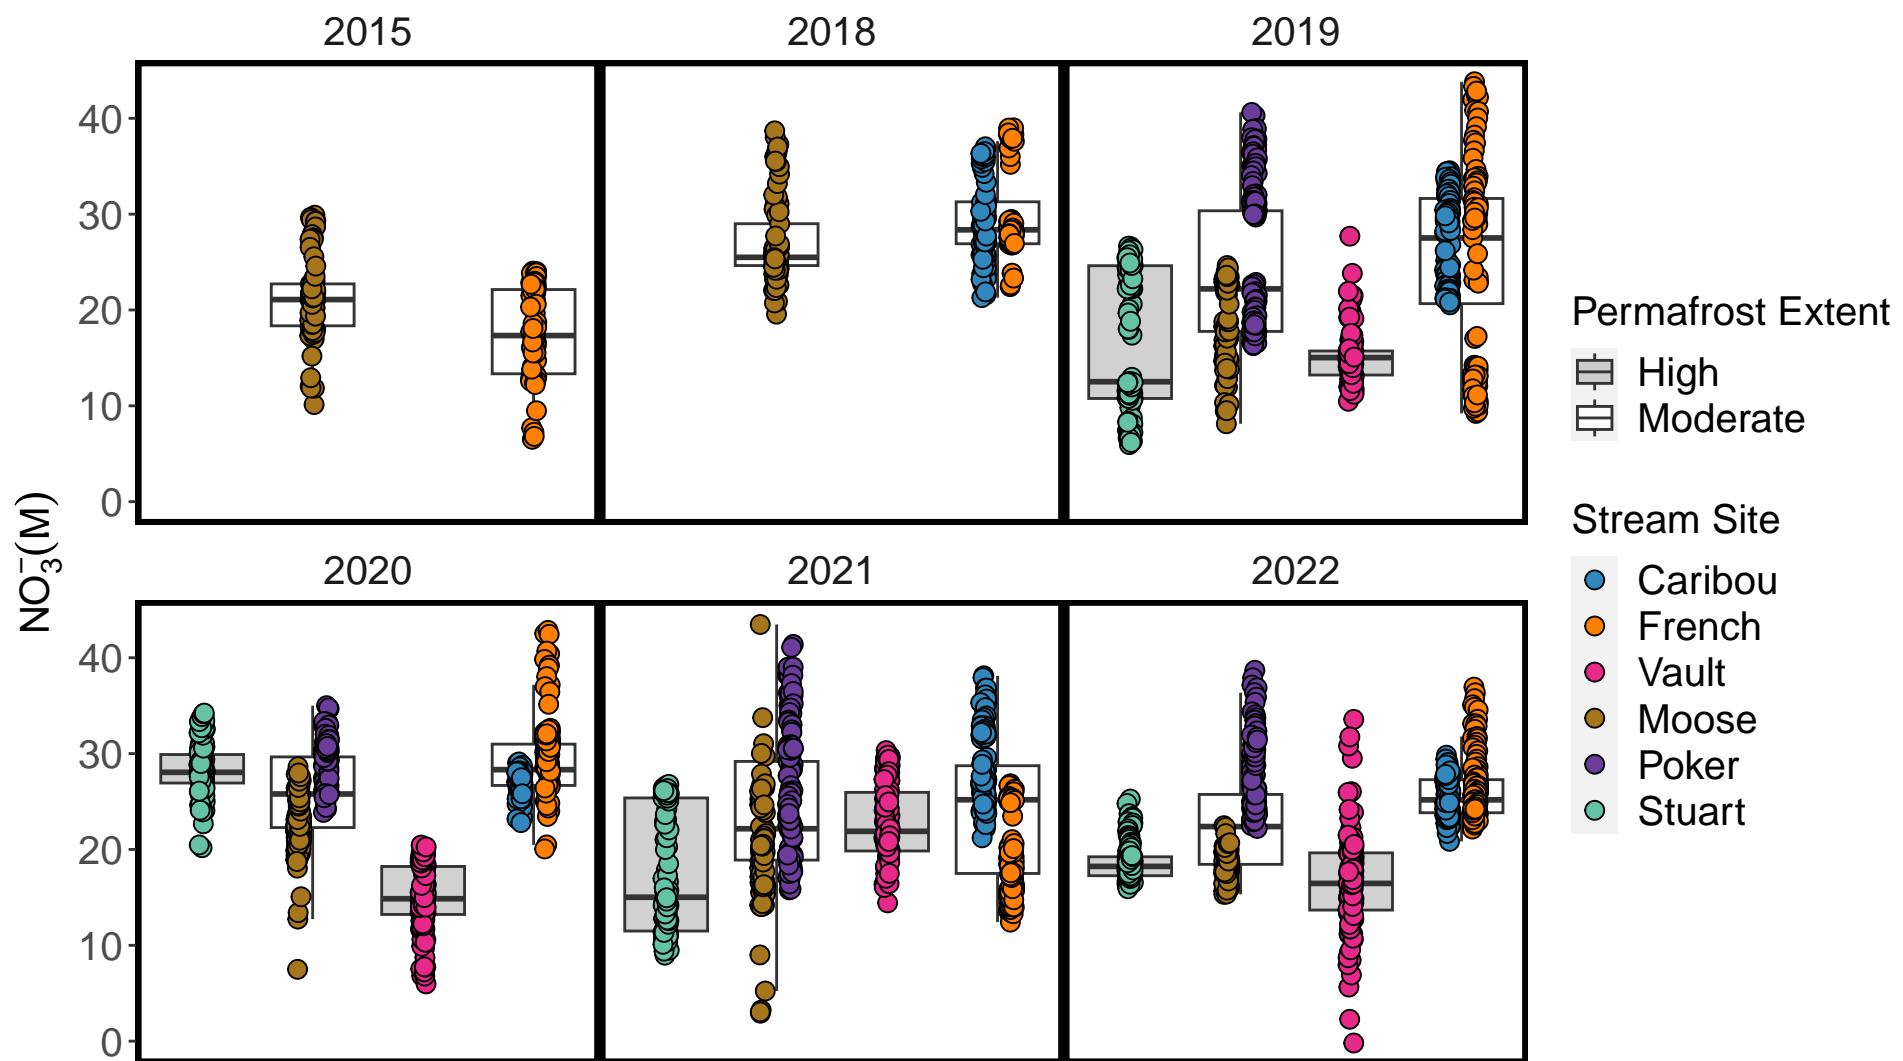 2015
2018
2019
40
30
20
10
0
2020
2021
2022
40
30
20
10
0
NO₃⁻(M)
Permafrost Extent
High
Moderate
Stream Site
Caribou
French
Vault
Moose
Poker
Stuart